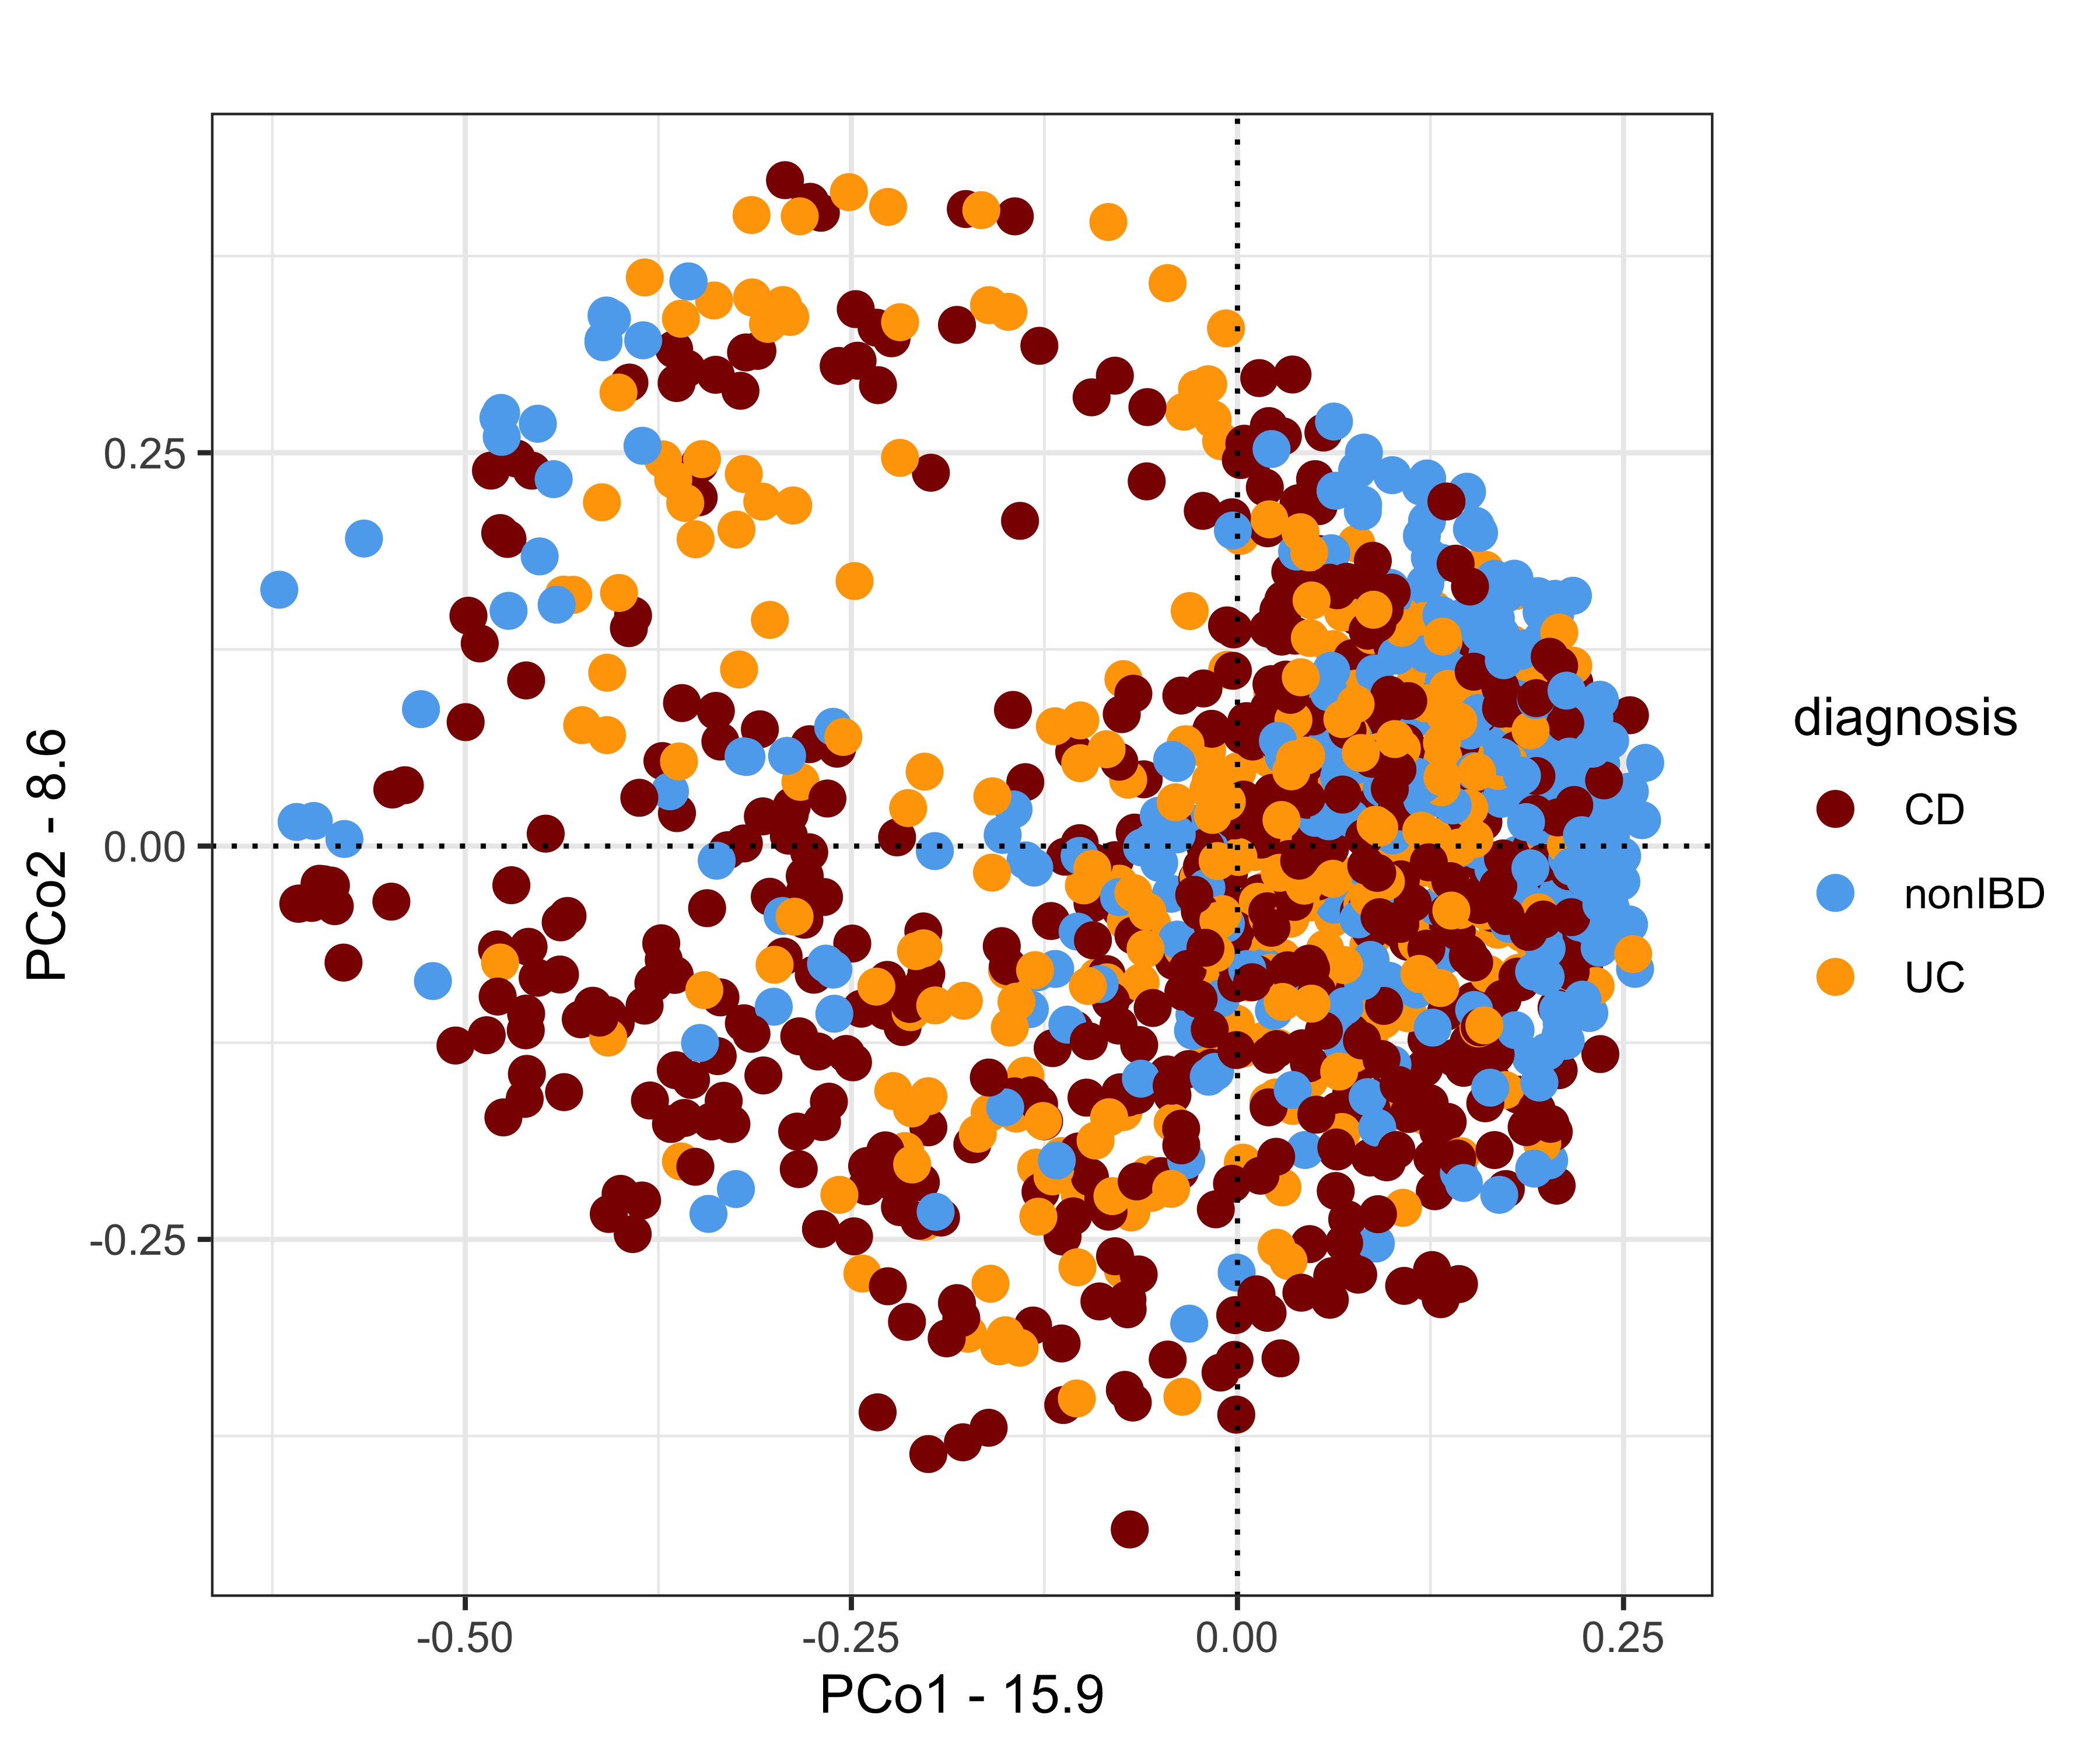 0.25
0.00
-0.25
PCo2 - 8.6
-0.50
-0.25
0.00
0.25
PCo1 - 15.9
diagnosis
CD
nonIBD
UC